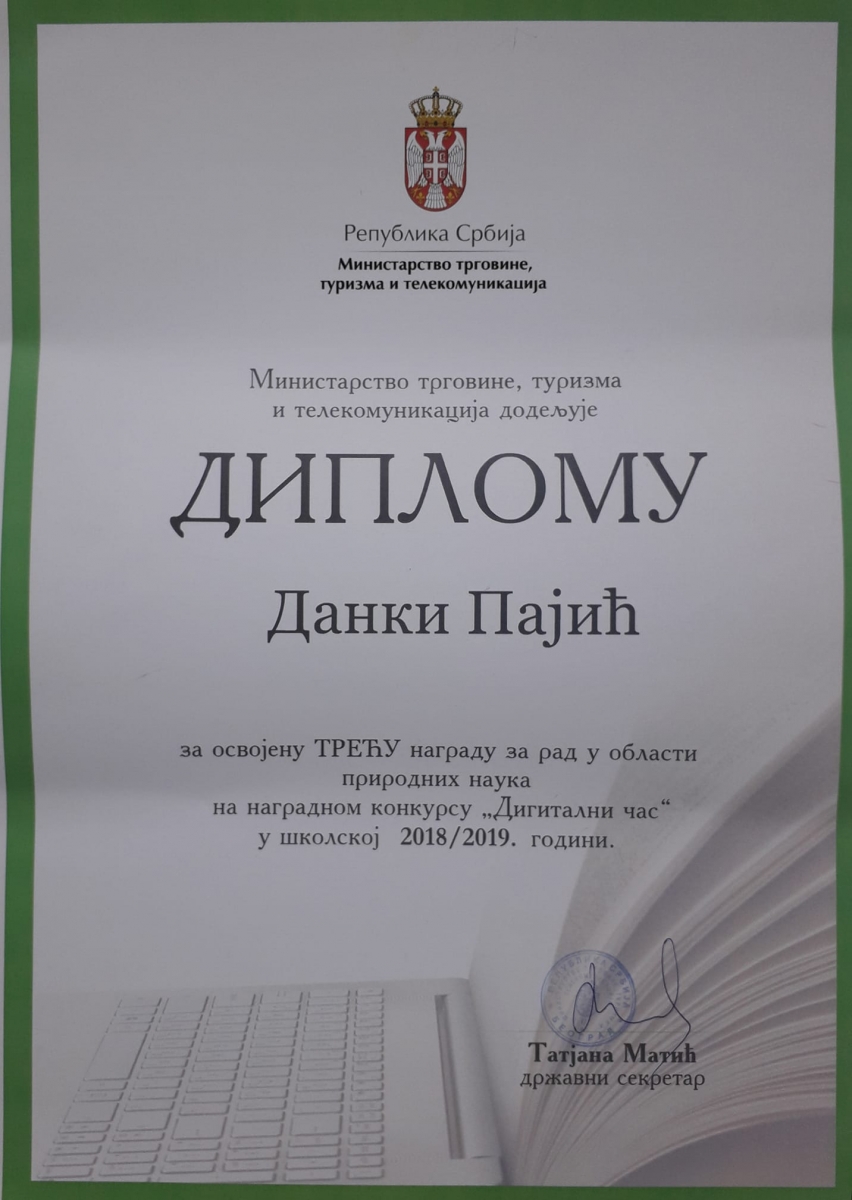 Република Србија
Министарство трговине,
туризма и телекомуникација
Министарство трговине, туризма
и телекомуникација додељује
ДИПЛОМУ
Данки Пајић
за освојену ТРЕЋУ награду за рад у области
природних наука
на наградном конкурсу „Дигитални час“
у школској 2018/2019. години.
Татјана Матић
државни секретар